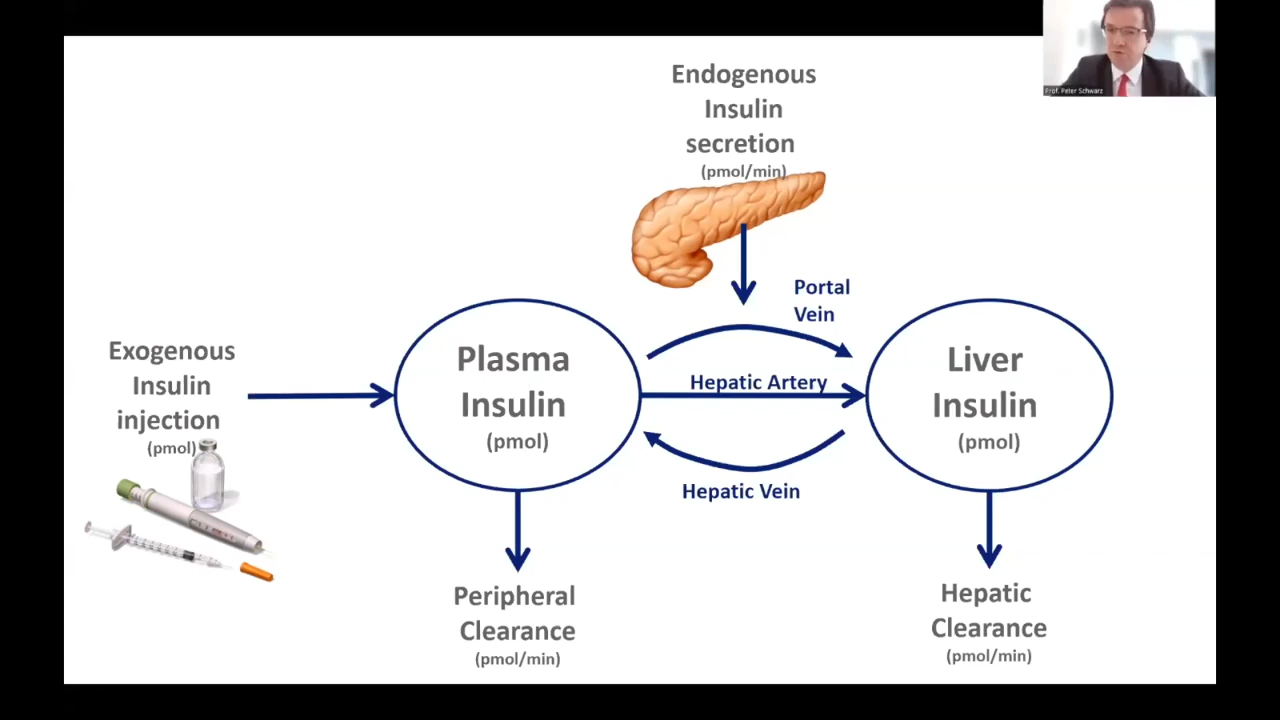 Endogenous
Insulin
secretion
(pmol/min)
Prof. Peter Schwarz
Portal
Vein
Exogenous
Insulin
injection
(pmol)
Plasma
Insulin
(pmol)
Hepatic Artery
Liver
Insulin
(pmol)
Hepatic Vein
Peripheral
Clearance
(pmol/min)
Hepatic
Clearance
(pmol/min)